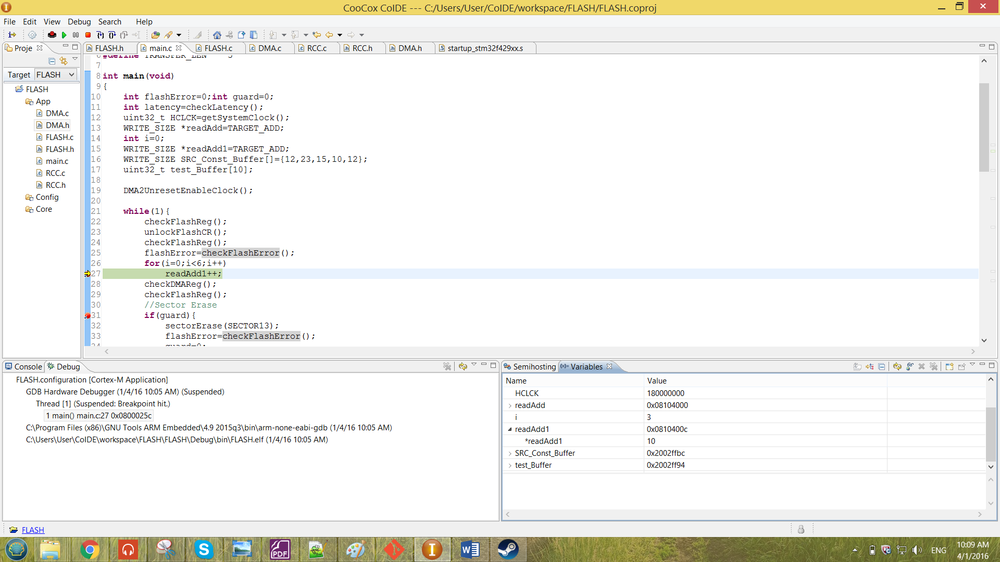 CooCox CoIDE --- C:/Users/User/CoIDE/workspace/FLASH/FLASH.coproj
File Edit View Debug Search Help
Proje
FLASH.h main.c FLASH.c DMA.c RCC.c RCC.h DMA.h startup_stm32f429xx.s
Target FLASH
FLASH
App
DMA.c
DMA.h
FLASH.c
FLASH.h
main.c
RCC.c
RCC.h
Config
Core
6 #define TRANSFER_LEN 5
7
8 int main(void)
9 {
10 int flashError=0;int guard=0;
11 int latency=checkLatency();
12 uint32_t HCLCK=getSystemClock();
13 WRITE_SIZE *readAdd=TARGET_ADD;
14 int i=0;
15 WRITE_SIZE *readAdd1=TARGET_ADD;
16 WRITE_SIZE SRC_Const_Buffer[]={12,23,15,10,12};
17 uint32_t test_Buffer[10];
18
19 DMA2UnresetEnableClock();
20
21 while(1){
22 checkFlashReg();
23 unlockFlashCR();
24 checkFlashReg();
25 flashError=checkFlashError();
26 for(i=0;i<6;i++)
27 readAdd1++;
28 checkDMAReg();
29 checkFlashReg();
30 //Sector Erase
31 if(guard){
32 sectorErase(SECTOR13);
33 flashError=checkFlashError();
34 guard=0;
Console Debug
FLASH.configuration [Cortex-M Application]
GDB Hardware Debugger (1/4/16 10:05 AM) (Suspended)
Thread [1] (Suspended: Breakpoint hit.)
1 main() main.c:27 0x0800025c
C:\Program Files (x86)\GNU Tools ARM Embedded\4.9 2015q3\bin\arm-none-eabi-gdb (1/4/16 10:05 AM)
C:\Users\User\CoIDE\workspace\FLASH\FLASH\Debug\bin\FLASH.elf (1/4/16 10:05 AM)
Semihosting (x)= Variables
Name Value
HCLCK 180000000
readAdd 0x08104000
i 3
readAdd1 0x0810400c
*readAdd1 10
SRC_Const_Buffer 0x2002ffbc
test_Buffer 0x2002ff94
FLASH
PDF
ENG
10:09 AM
4/1/2016